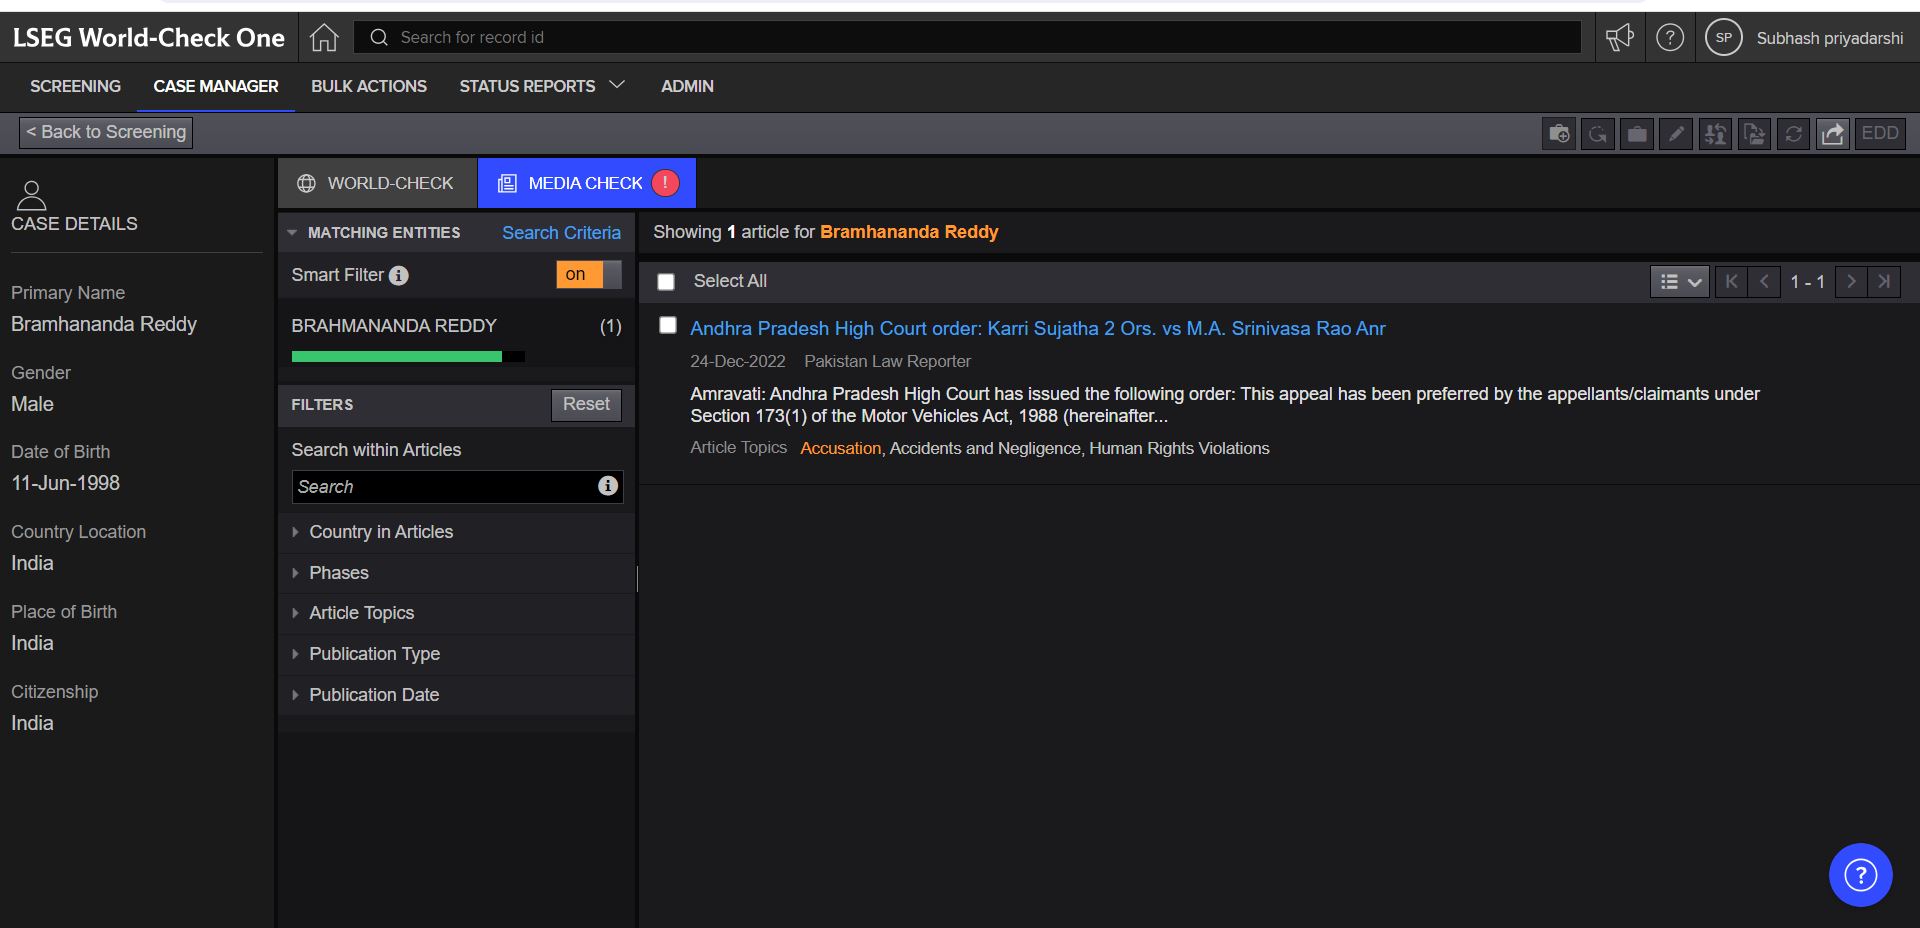 LSEG World-Check One
Search for record id
SP
Subhash priyadarshi
SCREENING
CASE MANAGER
BULK ACTIONS
STATUS REPORTS
ADMIN
< Back to Screening
EDD
CASE DETAILS
Primary Name
Bramhananda Reddy
Gender
Male
Date of Birth
11-Jun-1998
Country Location
India
Place of Birth
India
Citizenship
India
WORLD-CHECK
MEDIA CHECK !
MATCHING ENTITIES
Search Criteria
Smart Filter
on
BRAHMANANDA REDDY (1)
FILTERS
Reset
Search within Articles
Search
Country in Articles
Phases
Article Topics
Publication Type
Publication Date
Showing 1 article for Bramhananda Reddy
Select All
1 - 1
Andhra Pradesh High Court order: Karri Sujatha 2 Ors. vs M.A. Srinivasa Rao Anr
24-Dec-2022 Pakistan Law Reporter
Amravati: Andhra Pradesh High Court has issued the following order: This appeal has been preferred by the appellants/claimants under
Section 173(1) of the Motor Vehicles Act, 1988 (hereinafter...
Article Topics Accusation, Accidents and Negligence, Human Rights Violations
?